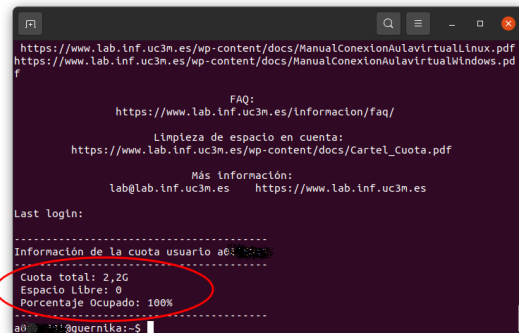 https://www.lab.inf.uc3m.es/wp-content/docs/ManualConexionAulavirtualLinux.pdf
https://www.lab.inf.uc3m.es/wp-content/docs/ManualConexionAulavirtualWindows.pd
f
FAQ:
https://www.lab.inf.uc3m.es/informacion/faq/
Limpieza de espacio en cuenta:
https://www.lab.inf.uc3m.es/wp-content/docs/Cartel_Cuota.pdf
Más información:
lab@lab.inf.uc3m.es    https://www.lab.inf.uc3m.es
Last login:
----------------------------------------
Información de la cuota usuario
----------------------------------------
Cuota total: 2,2G
Espacio Libre: 0
Porcentaje Ocupado: 100%
----------------------------------------
@guernika:~$